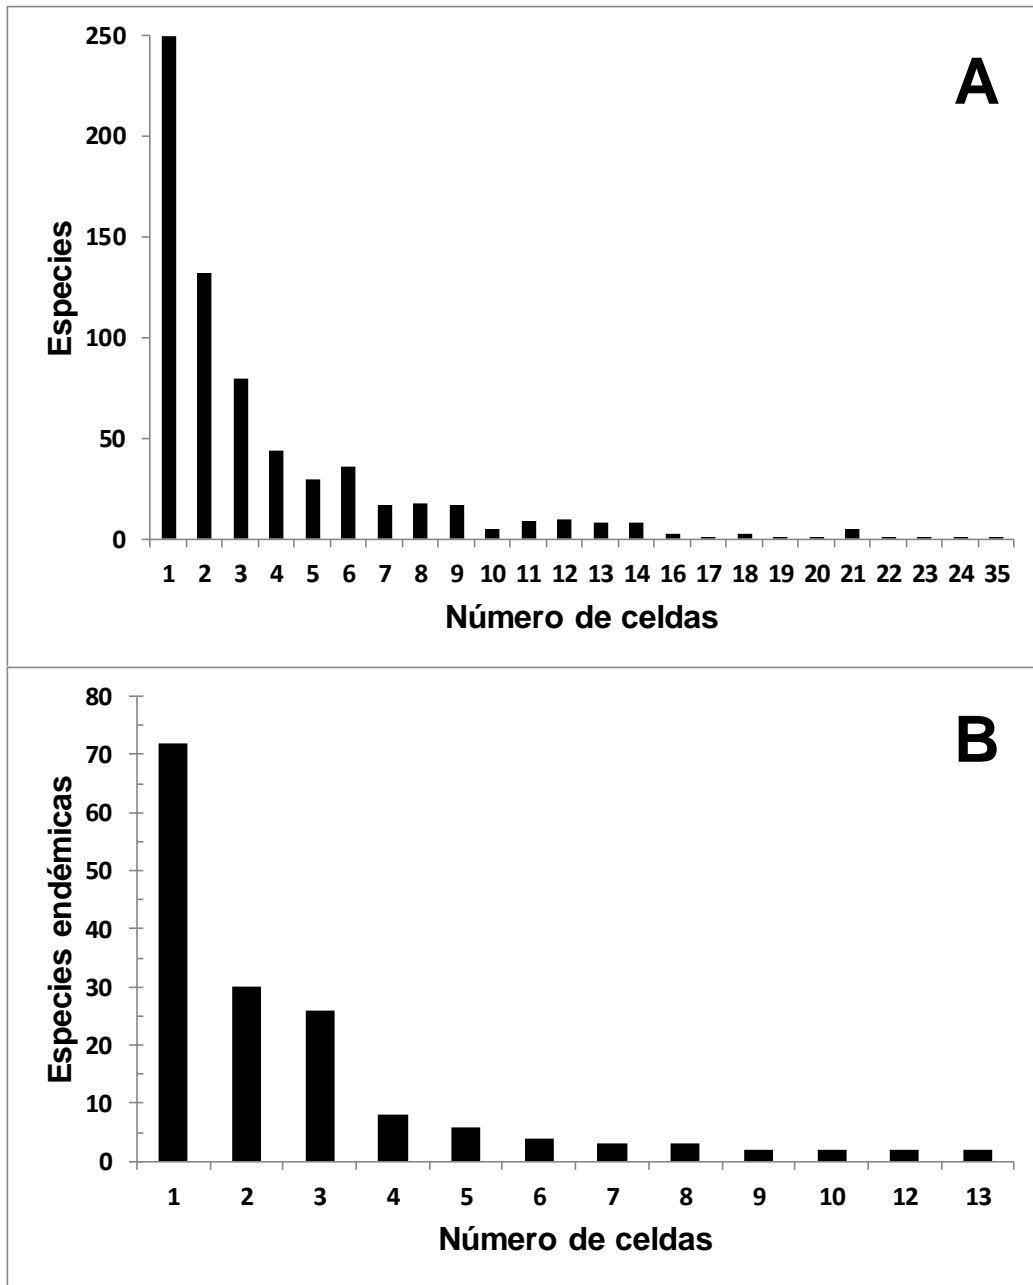 A
250
200
150
100
50
0
Especies
1 2 3 4 5 6 7 8 9 10 11 12 13 14 16 17 18 19 20 21 22 23 24 35
Número de celdas
B
80
70
60
50
40
30
20
10
0
Especies endémicas
1 2 3 4 5 6 7 8 9 10 12 13
Número de celdas